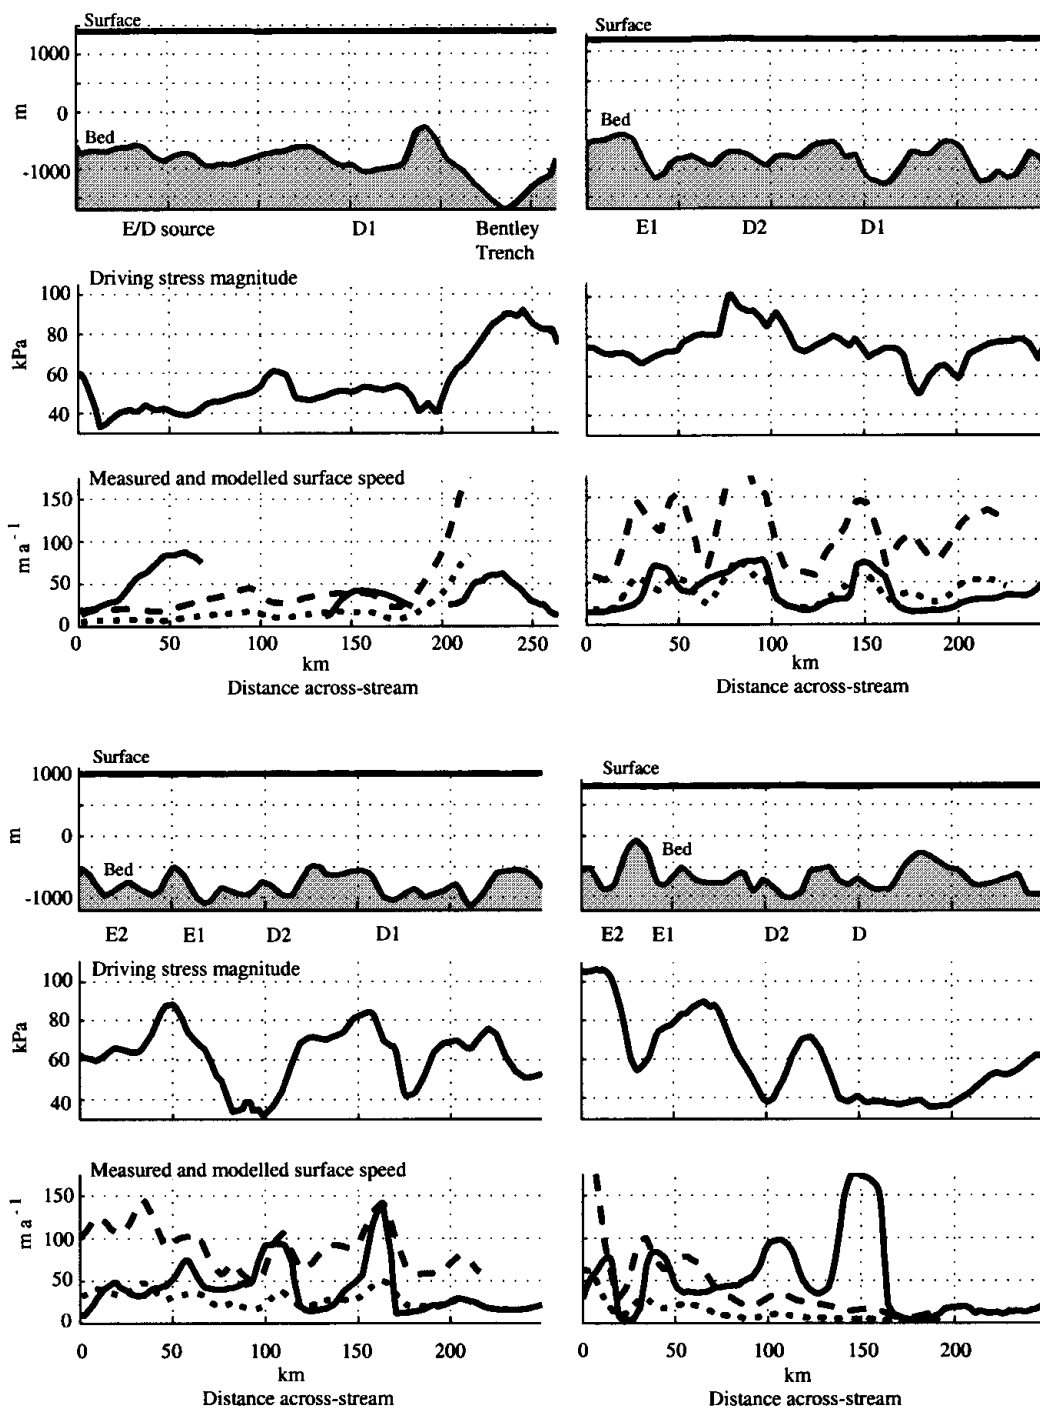 Surface
1000
m
0
Bed
-1000
E/D source
D1
Bentley
Trench
Surface
Bed
E1
D2
D1
Driving stress magnitude
100
80
kPa
60
40
Measured and modelled surface speed
150
m a-1
100
50
0
0
50
100
150
200
250
km
Distance across-stream
0
50
100
150
200
km
Distance across-stream
Surface
1000
m
0
Bed
-1000
E2
E1
D2
D1
Surface
Bed
E2
E1
D2
D
Driving stress magnitude
100
80
kPa
60
40
Measured and modelled surface speed
150
m a-1
100
50
0
0
50
100
150
200
km
Distance across-stream
0
50
100
150
200
km
Distance across-stream